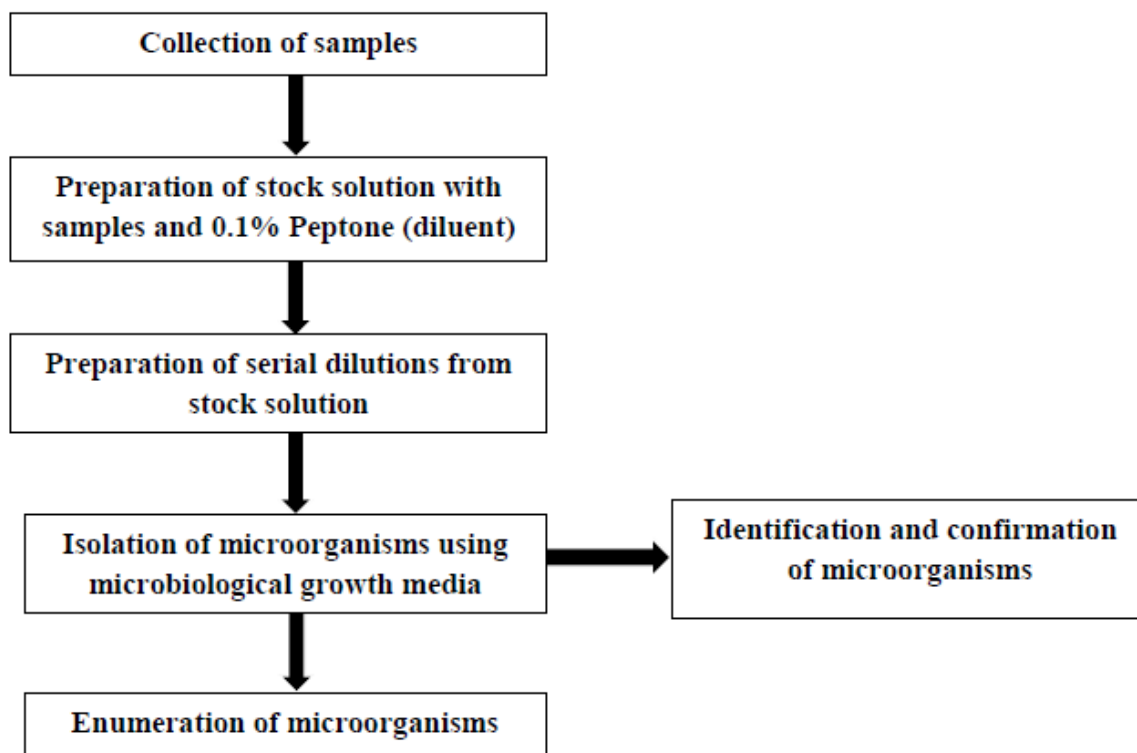 Collection of samples
Preparation of stock solution with
samples and 0.1% Peptone (diluent)
Preparation of serial dilutions from
stock solution
Isolation of microorganisms using
microbiological growth media
Identification and confirmation
of microorganisms
Enumeration of microorganisms